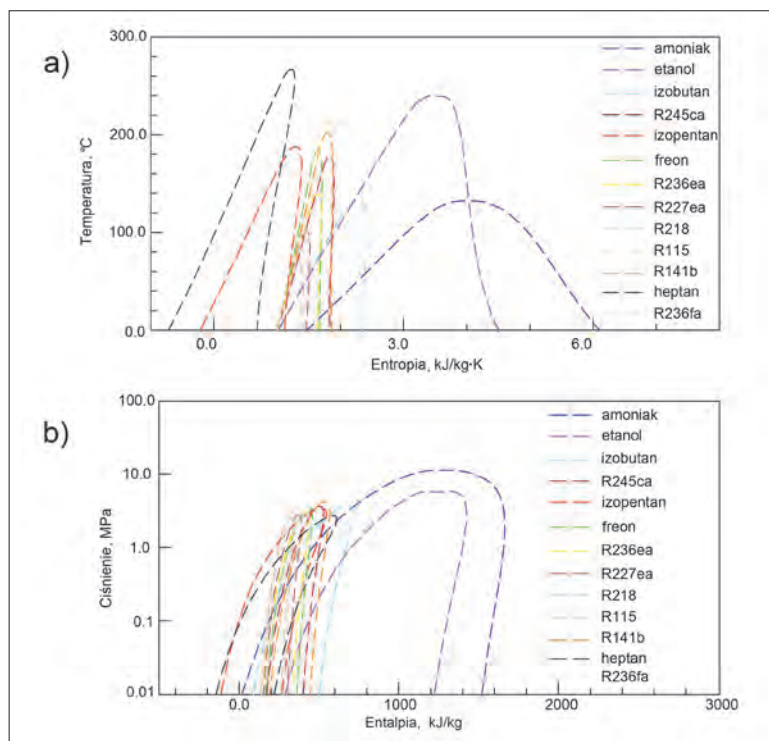 a)
300.0
200.0
100.0
0.0
Temperatura, ºC
0.0 3.0 6.0
Entropia, kJ/kg·K
amoniak
etanol
izobutan
R245ca
izopentan
freon
R236ea
R227ea
R218
R115
R141b
heptan
R236fa
b)
100.0
10.0
1.0
0.1
0.01
Ciśnienie, MPa
0.0 1000 2000 3000
Entalpia, kJ/kg
amoniak
etanol
izobutan
R245ca
izopentan
freon
R236ea
R227ea
R218
R115
R141b
heptan
R236fa